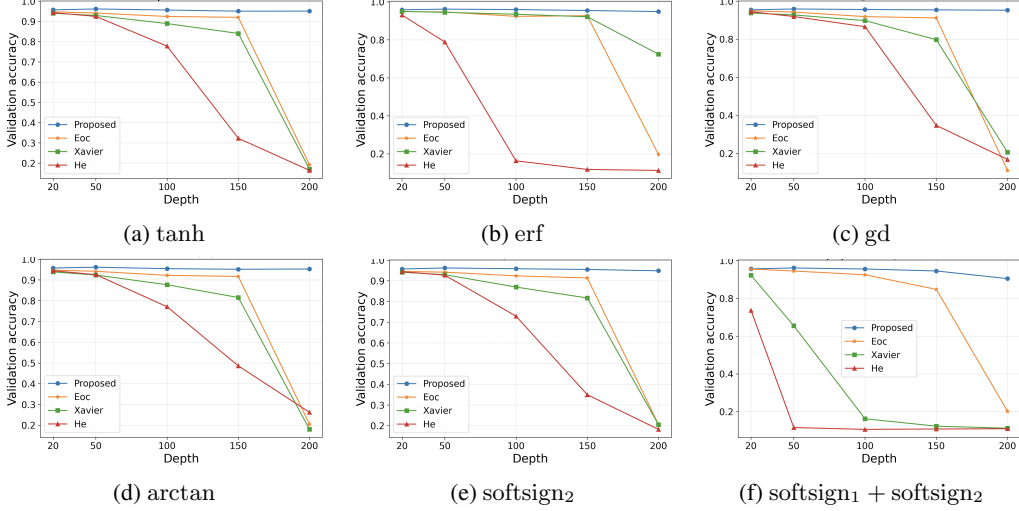 1.0
0.9
0.8
0.7
0.6
0.5
0.4
0.3
0.2
Validation accuracy
Proposed
Eoc
Xavier
He
20 50 100 150 200
Depth
(a) tanh
1.0
0.8
0.6
0.4
0.2
Validation accuracy
Proposed
Eoc
Xavier
He
20 50 100 150 200
Depth
(b) erf
1.0
0.8
0.6
0.4
0.2
Validation accuracy
Proposed
Eoc
Xavier
He
20 50 100 150 200
Depth
(c) gd
1.0
0.9
0.8
0.7
0.6
0.5
0.4
0.3
0.2
Validation accuracy
Proposed
Eoc
Xavier
He
20 50 100 150 200
Depth
(d) arctan
1.0
0.9
0.8
0.7
0.6
0.5
0.4
0.3
0.2
Validation accuracy
Proposed
Eoc
Xavier
He
20 50 100 150 200
Depth
(e) softsign₂
1.0
0.8
0.6
0.4
0.2
Validation accuracy
Proposed
Eoc
Xavier
He
20 50 100 150 200
Depth
(f) softsign₁ + softsign₂